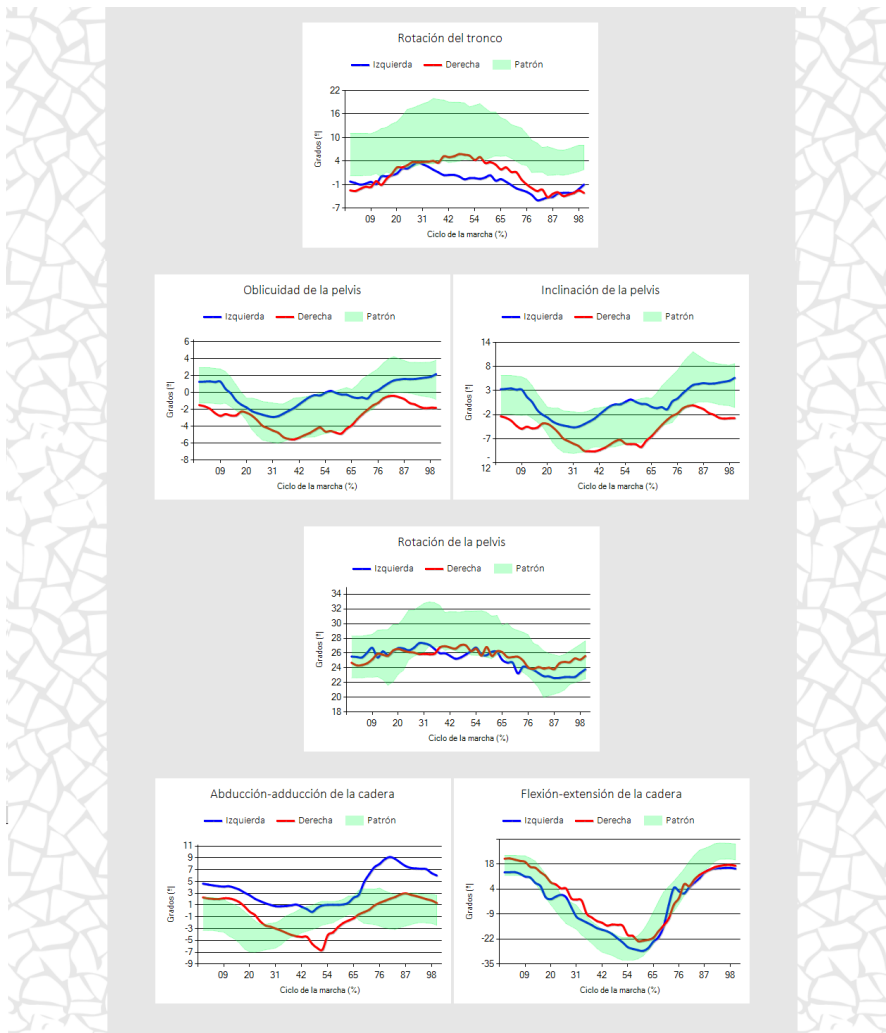 Rotación del tronco
Izquierda Derecha Patrón
22
16
10
4
-1
-7
Grados [°]
09 20 31 42 54 65 76 87 98
Ciclo de la marcha (%)
Oblicuidad de la pelvis
Izquierda Derecha Patrón
6
4
2
0
-2
-4
-6
-8
Grados [°]
09 20 31 42 54 65 76 87 98
Ciclo de la marcha (%)
Inclinación de la pelvis
Izquierda Derecha Patrón
14
8
3
-2
-7
-
12
Grados [°]
09 20 31 42 54 65 76 87 98
Ciclo de la marcha (%)
Rotación de la pelvis
Izquierda Derecha Patrón
34
32
30
28
26
24
22
20
18
Grados [°]
09 20 31 42 54 65 76 87 98
Ciclo de la marcha (%)
Abducción-adducción de la cadera
Izquierda Derecha Patrón
11
9
7
5
3
1
-1
-3
-5
-7
-9
Grados [°]
09 20 31 42 54 65 76 87 98
Ciclo de la marcha (%)
Flexión-extensión de la cadera
Izquierda Derecha Patrón
18
4
-9
-22
-35
Grados [°]
09 20 31 42 54 65 76 87 98
Ciclo de la marcha (%)